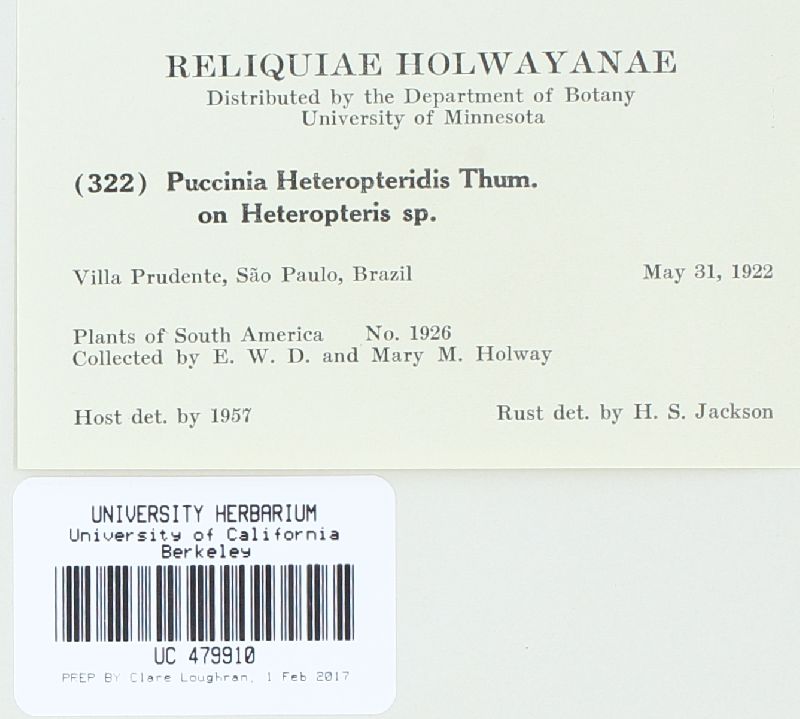 RELIQUIAE HOLWAYANAE
Distributed by the Department of Botany
University of Minnesota
(322) Puccinia Heteropteridis Thum.
on Heteropteris sp.
Villa Prudente, São Paulo, Brazil May 31, 1922
Plants of South America No. 1926
Collected by E. W. D. and Mary M. Holway
Host det. by 1957 Rust det. by H. S. Jackson
UNIVERSITY HERBARIUM
University of California
Berkeley
UC 479910
PREP BY Clare Loughran, 1 Feb 2017